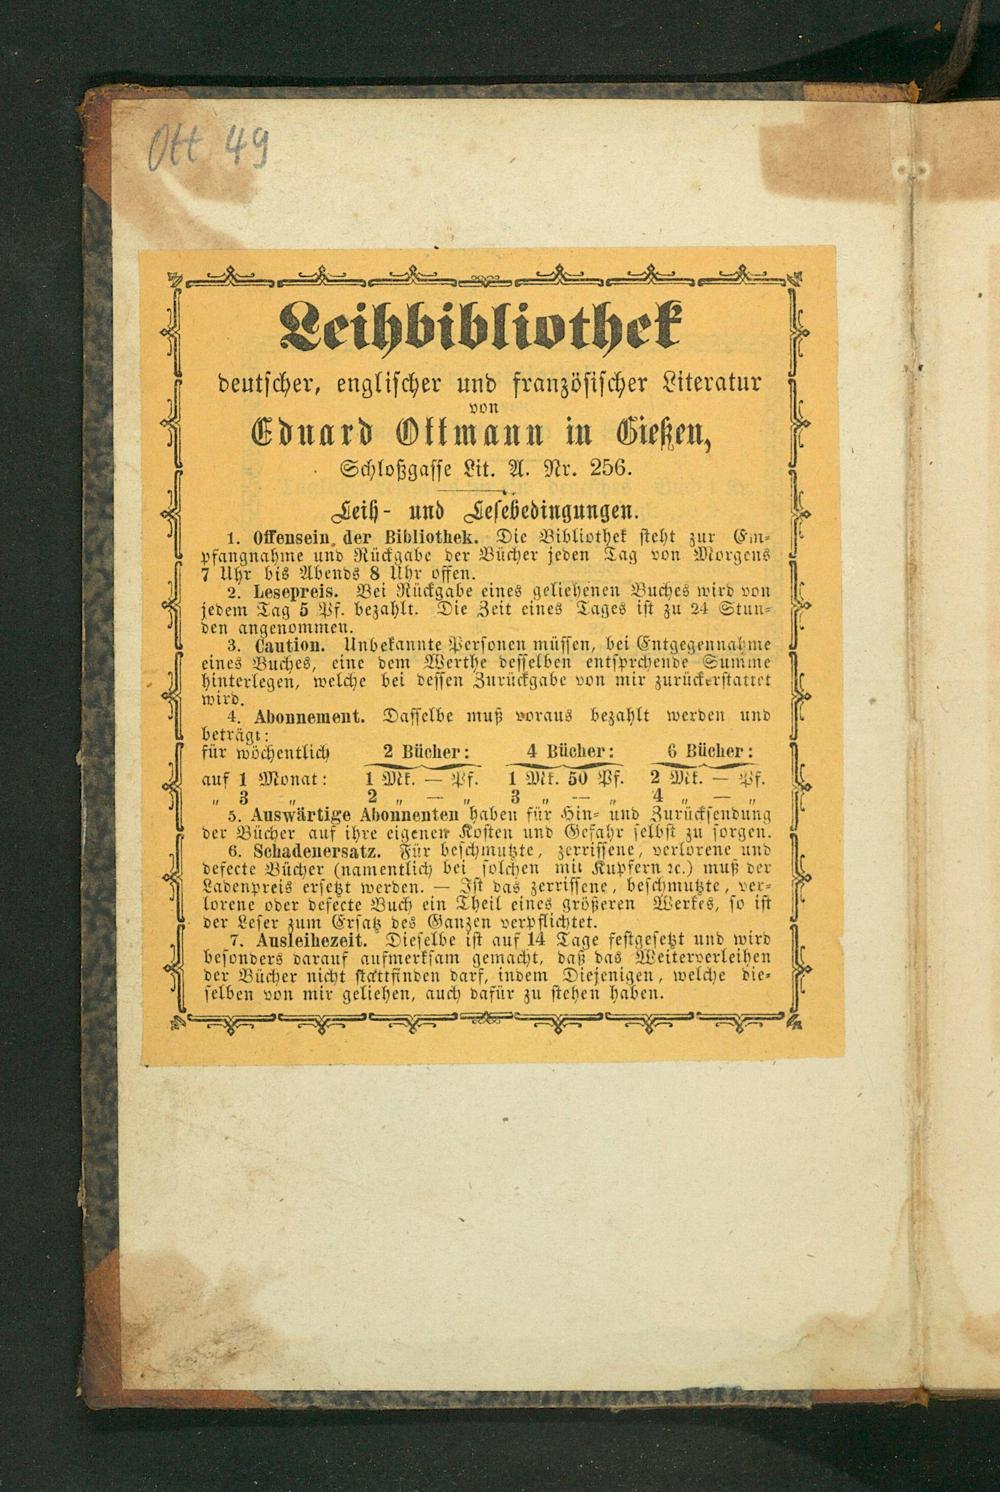 Ott 49
Leihbibliothek
deutscher, englischer und französischer Literatur
von
Eduard Ottmann in Gießen,
Schloßgasse Lit. A. Nr. 256.
Leih- und Lesebedingungen.
1. Offensein der Bibliothek. Die Bibliothek steht zur Em-
pfangnahme und Rückgabe der Bücher jeden Tag von Morgens
7 Uhr bis Abends 8 Uhr offen.
2. Lesepreis. Bei Rückgabe eines geliehenen Buches wird von
jedem Tag 5 Pf. bezahlt. Die Zeit eines Tages ist zu 24 Stun-
den angenommen.
3. Caution. Unbekannte Personen müssen, bei Entgegennahme
eines Buches, eine dem Werthe desselben entsprchende Summe
hinterlegen, welche bei dessen Zurückgabe von mir zurückerstattet
wird.
4. Abonnement. Dasselbe muß voraus bezahlt werden und
beträgt:
für wöchentlich 2 Bücher: 4 Bücher: 6 Bücher:
auf 1 Monat: 1 Mk. — Pf. 1 Mk. 50 Pf. 2 Mk. — Pf.
„ 3 „ 2 „ — „ 3 „ — „ 4 „ — „
5. Auswärtige Abonnenten haben für Hin- und Zurücksendung
der Bücher auf ihre eigenen Kosten und Gefahr selbst zu sorgen.
6. Schadenersatz. Für beschmutzte, zerrissene, verlorene und
defecte Bücher (namentlich bei solchen mit Kupfern ꝛc.) muß der
Ladenpreis ersetzt werden. — Ist das zerrissene, beschmutzte, ver-
lorene oder defecte Buch ein Theil eines größeren Werkes, so ist
der Leser zum Ersatz des Ganzen verpflichtet.
7. Ausleihezeit. Dieselbe ist auf 14 Tage festgesetzt und wird
besonders darauf aufmerksam gemacht, daß das Weiterverleihen
der Bücher nicht stattfinden darf, indem Diejenigen, welche die-
selben von mir geliehen, auch dafür zu stehen haben.